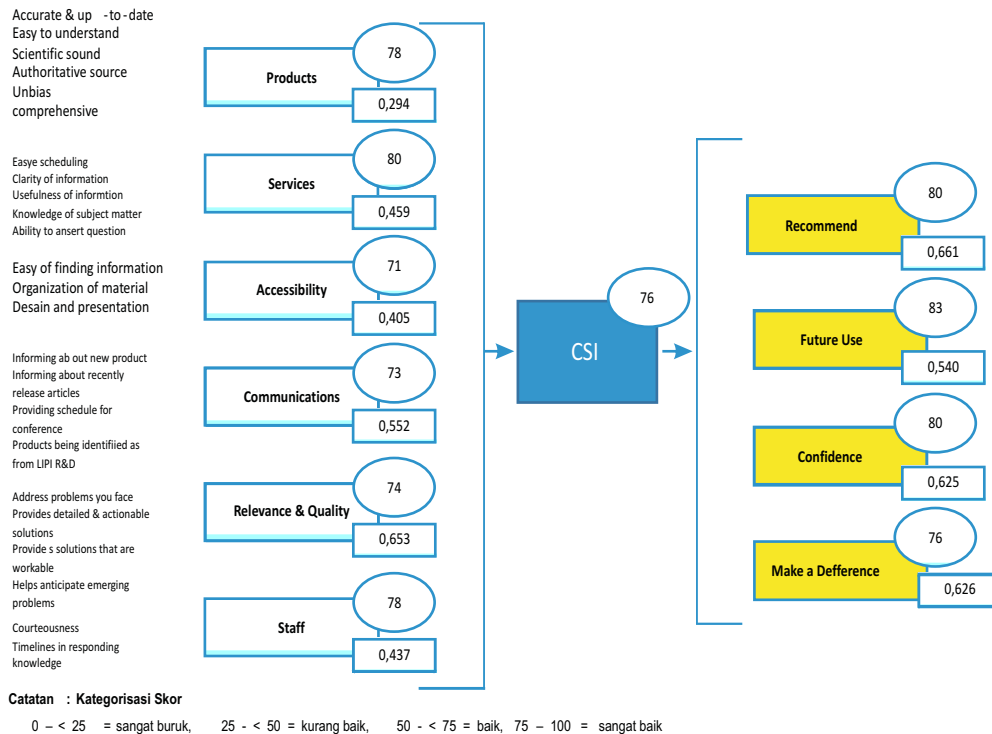 Accurate & up -to-date
Easy to understand
Scientific sound
Authoritative source
Unbias
comprehensive
Products
78
0,294
Easye scheduling
Clarity of information
Usefulness of informtion
Knowledge of subject matter
Ability to ansert question
Services
80
0,459
Easy of finding information
Organization of material
Desain and presentation
Accessibility
71
0,405
Informing ab out new product
Informing about recently
release articles
Providing schedule for
conference
Products being identifiied as
from LIPI R&D
Communications
73
0,552
Address problems you face
Provides detailed & actionable
solutions
Provide s solutions that are
workable
Helps anticipate emerging
problems
Relevance & Quality
74
0,653
Courteousness
Timelines in responding
knowledge
Staff
78
0,437
CSI
76
Recommend
80
0,661
Future Use
83
0,540
Confidence
80
0,625
Make a Defference
76
0,626
Catatan : Kategorisasi Skor
0 – < 25 = sangat buruk, 25 - < 50 = kurang baik, 50 - < 75 = baik, 75 – 100 = sangat baik